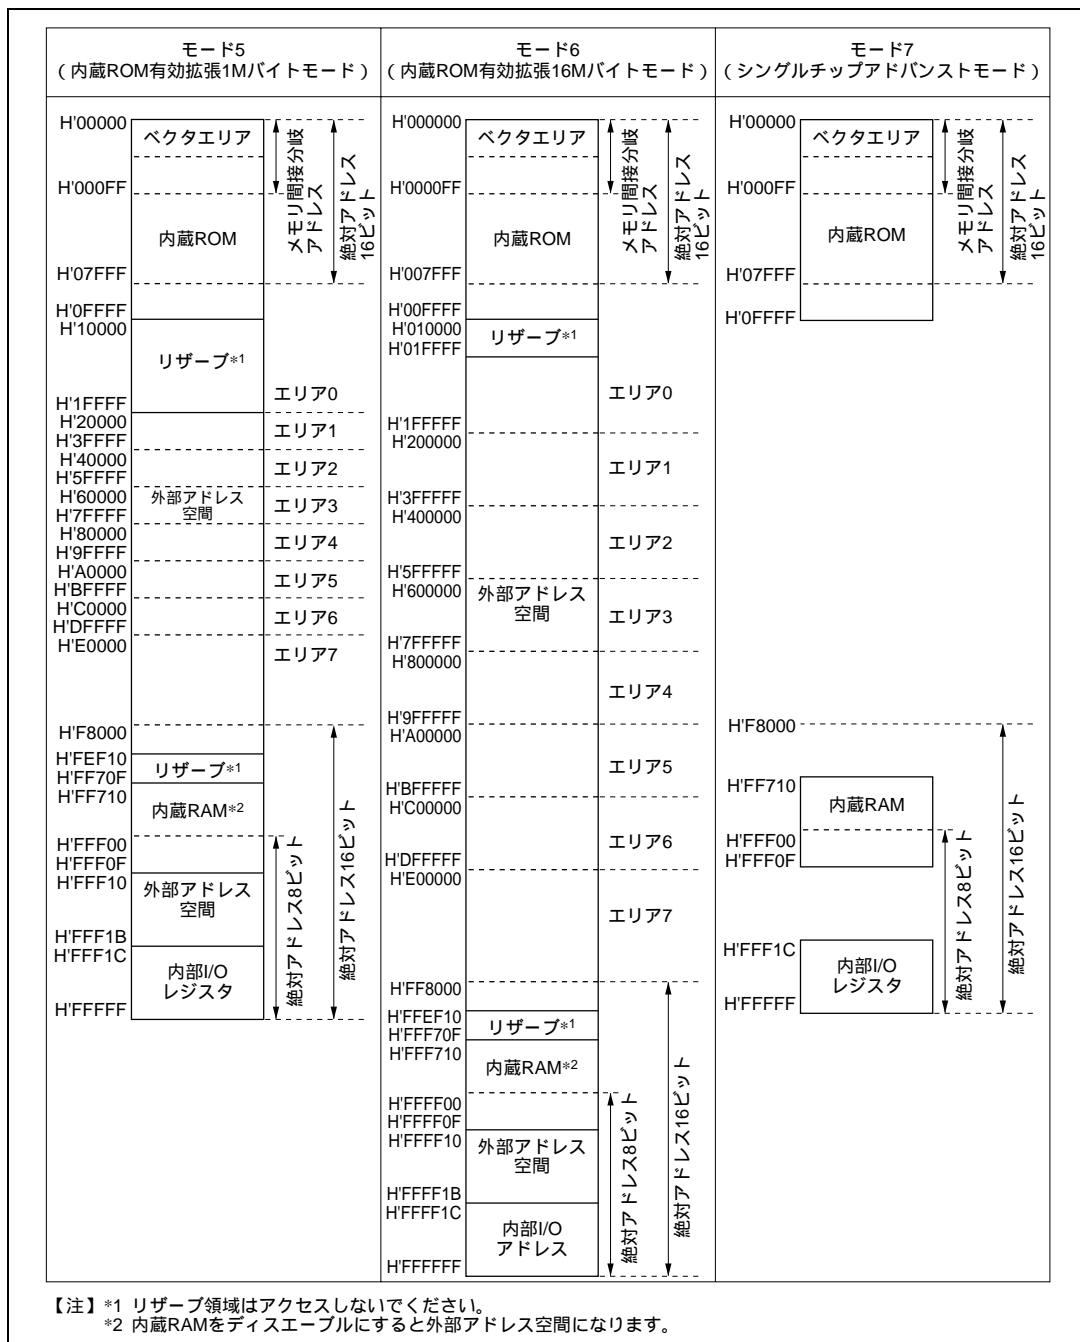 モード5
(内蔵ROM有効拡張1Mバイトモード)
H'00000
ベクタエリア
H'000FF
内蔵ROM
H'07FFF
H'0FFFF
H'10000
リザーブ*1
H'1FFFF
H'20000
H'3FFFF
H'40000
H'5FFFF
H'60000
H'7FFFF
H'80000
H'9FFFF
H'A0000
H'BFFFF
H'C0000
H'DFFFF
H'E0000
外部アドレス
空間
エリア0
エリア1
エリア2
エリア3
エリア4
エリア5
エリア6
エリア7
メモリ間接分岐
アドレス
絶対アドレス
16ビット
H'F8000
H'FEF10
H'FF70F
H'FF710
リザーブ*1
内蔵RAM*2
H'FFF00
H'FFF0F
H'FFF10
外部アドレス
空間
H'FFF1B
H'FFF1C
内部I/O
レジスタ
H'FFFFF
絶対アドレス8ビット
絶対アドレス16ビット
モード6
(内蔵ROM有効拡張16Mバイトモード)
H'000000
ベクタエリア
H'0000FF
内蔵ROM
H'007FFF
H'00FFFF
H'010000
H'01FFFF
リザーブ*1
H'1FFFFF
H'200000
H'3FFFFF
H'400000
H'5FFFFF
H'600000
H'7FFFFF
H'800000
H'9FFFFF
H'A00000
H'BFFFFF
H'C00000
H'DFFFFF
H'E00000
外部アドレス
空間
エリア0
エリア1
エリア2
エリア3
エリア4
エリア5
エリア6
エリア7
メモリ間接分岐
アドレス
絶対アドレス
16ビット
H'FF8000
H'FFEF10
H'FFF70F
H'FFF710
リザーブ*1
内蔵RAM*2
H'FFFF00
H'FFFF0F
H'FFFF10
外部アドレス
空間
H'FFFF1B
H'FFFF1C
内部I/O
アドレス
H'FFFFFF
絶対アドレス8ビット
絶対アドレス16ビット
モード7
(シングルチップアドバンストモード)
H'00000
ベクタエリア
H'000FF
内蔵ROM
H'07FFF
H'0FFFF
メモリ間接分岐
アドレス
絶対アドレス
16ビット
H'F8000
H'FF710
内蔵RAM
H'FFF00
H'FFF0F
H'FFF1C
内部I/O
レジスタ
H'FFFFF
絶対アドレス8ビット
絶対アドレス16ビット
【注】*1 リザーブ領域はアクセスしないでください。
*2 内蔵RAMをディスエーブルにすると外部アドレス空間になります。